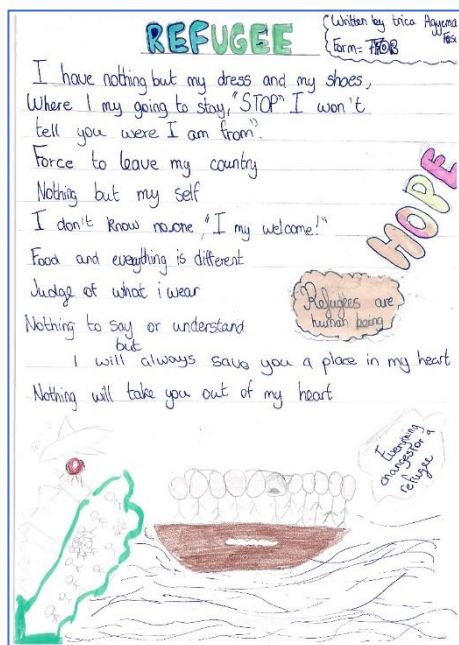 REFUGEE
Written by Erica Agyema
Form=
I have nothing but my dress and my shoes,
Where I my going to stay, "STOP" I won't
tell you were I am from".
Force to leave my country
Nothing but my self
I don't know no.one, "I my welcome!"
Food and everything is different
Judge of what i wear
Nothing to say or understand
but
I will always save you a place in my heart
Nothing will take you out of my heart
HOPE
Refugees are
human being
Everything
changes for a
refugee